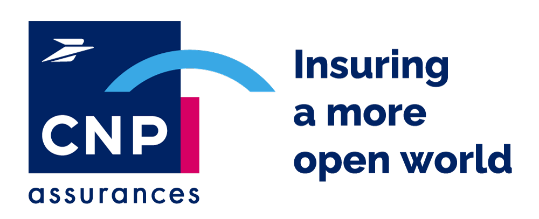 CNP
assurances
Insuring
a more
open world